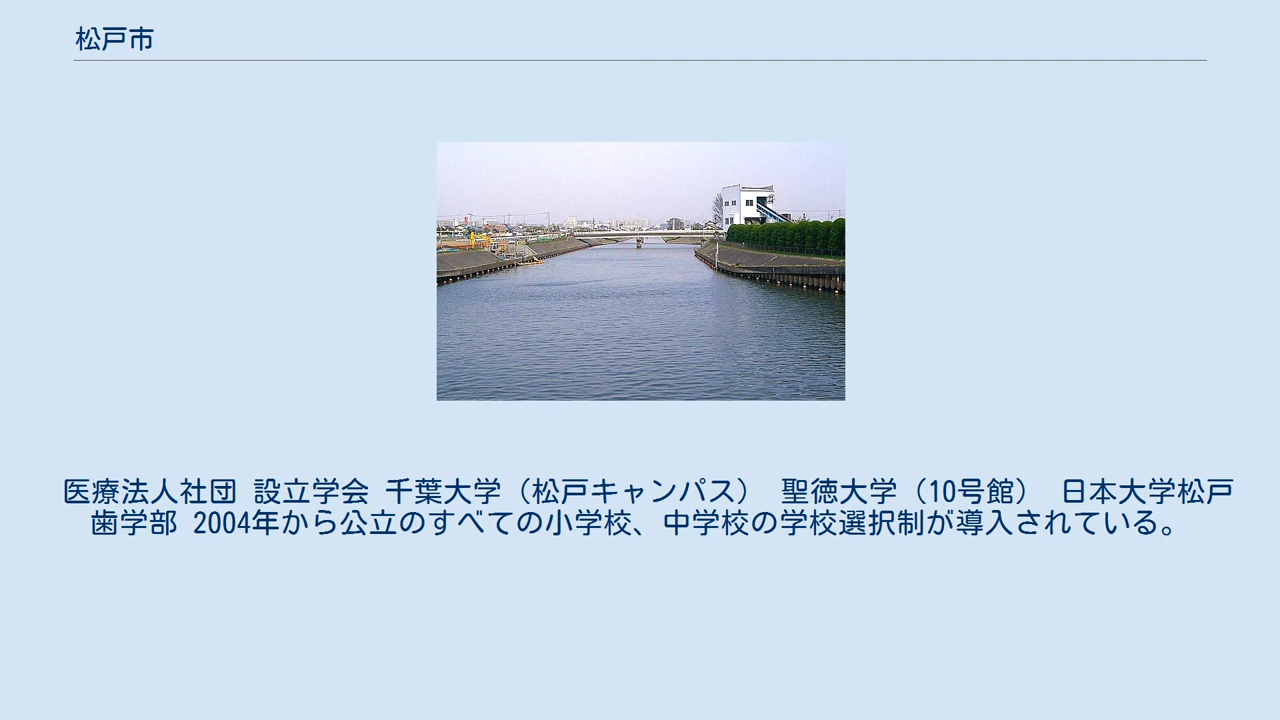 松戸市
医療法人社団 設立学会 千葉大学（松戸キャンパス） 聖徳大学（10号館） 日本大学松戸
歯学部 2004年から公立のすべての小学校、中学校の学校選択制が導入されている。